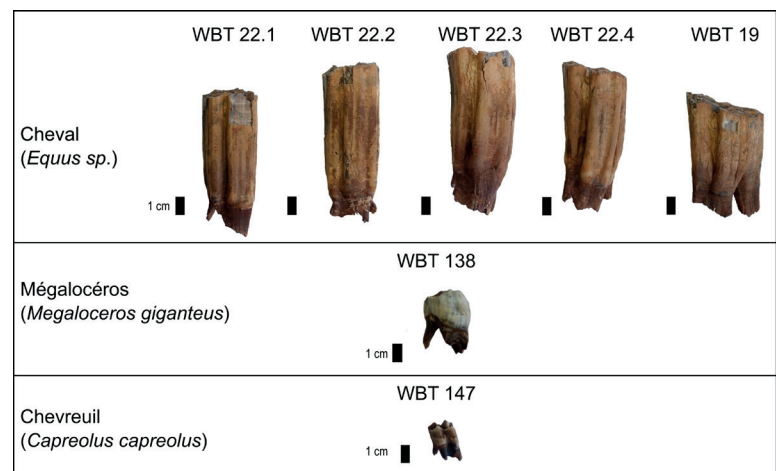 WBT 22.1 WBT 22.2 WBT 22.3 WBT 22.4 WBT 19
Cheval
(Equus sp.)
1 cm
WBT 138
Mégalocéros
(Megaloceros giganteus)
1 cm
WBT 147
Chevreuil
(Capreolus capreolus)
1 cm